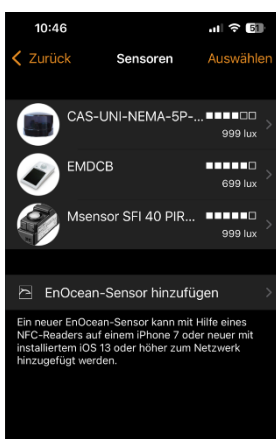 10:46
51
Zurück Sensoren Auswählen
CAS-UNI-NEMA-5P-...
999 lux
EMDCB
699 lux
Msensor SFI 40 PIR...
999 lux
EnOcean-Sensor hinzufügen
Ein neuer EnOcean-Sensor kann mit Hilfe eines
NFC-Readers auf einem iPhone 7 oder neuer mit
installiertem iOS 13 oder höher zum Netzwerk
hinzugefügt werden.